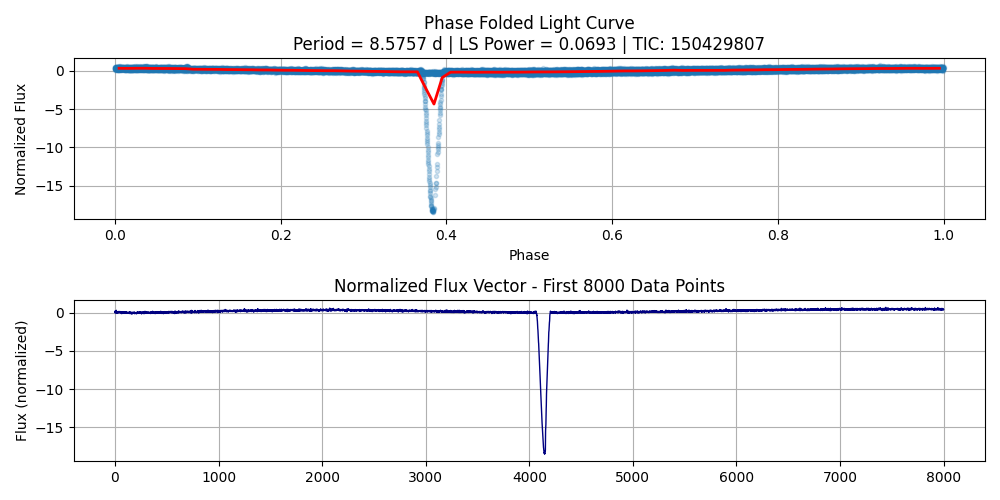 Phase Folded Light Curve
Period = 8.5757 d | LS Power = 0.0693 | TIC: 150429807
Normalized Flux
0
−5
−10
−15
0.0 0.2 0.4 0.6 0.8 1.0
Phase
Normalized Flux Vector - First 8000 Data Points
Flux (normalized)
0
−5
−10
−15
0 1000 2000 3000 4000 5000 6000 7000 8000